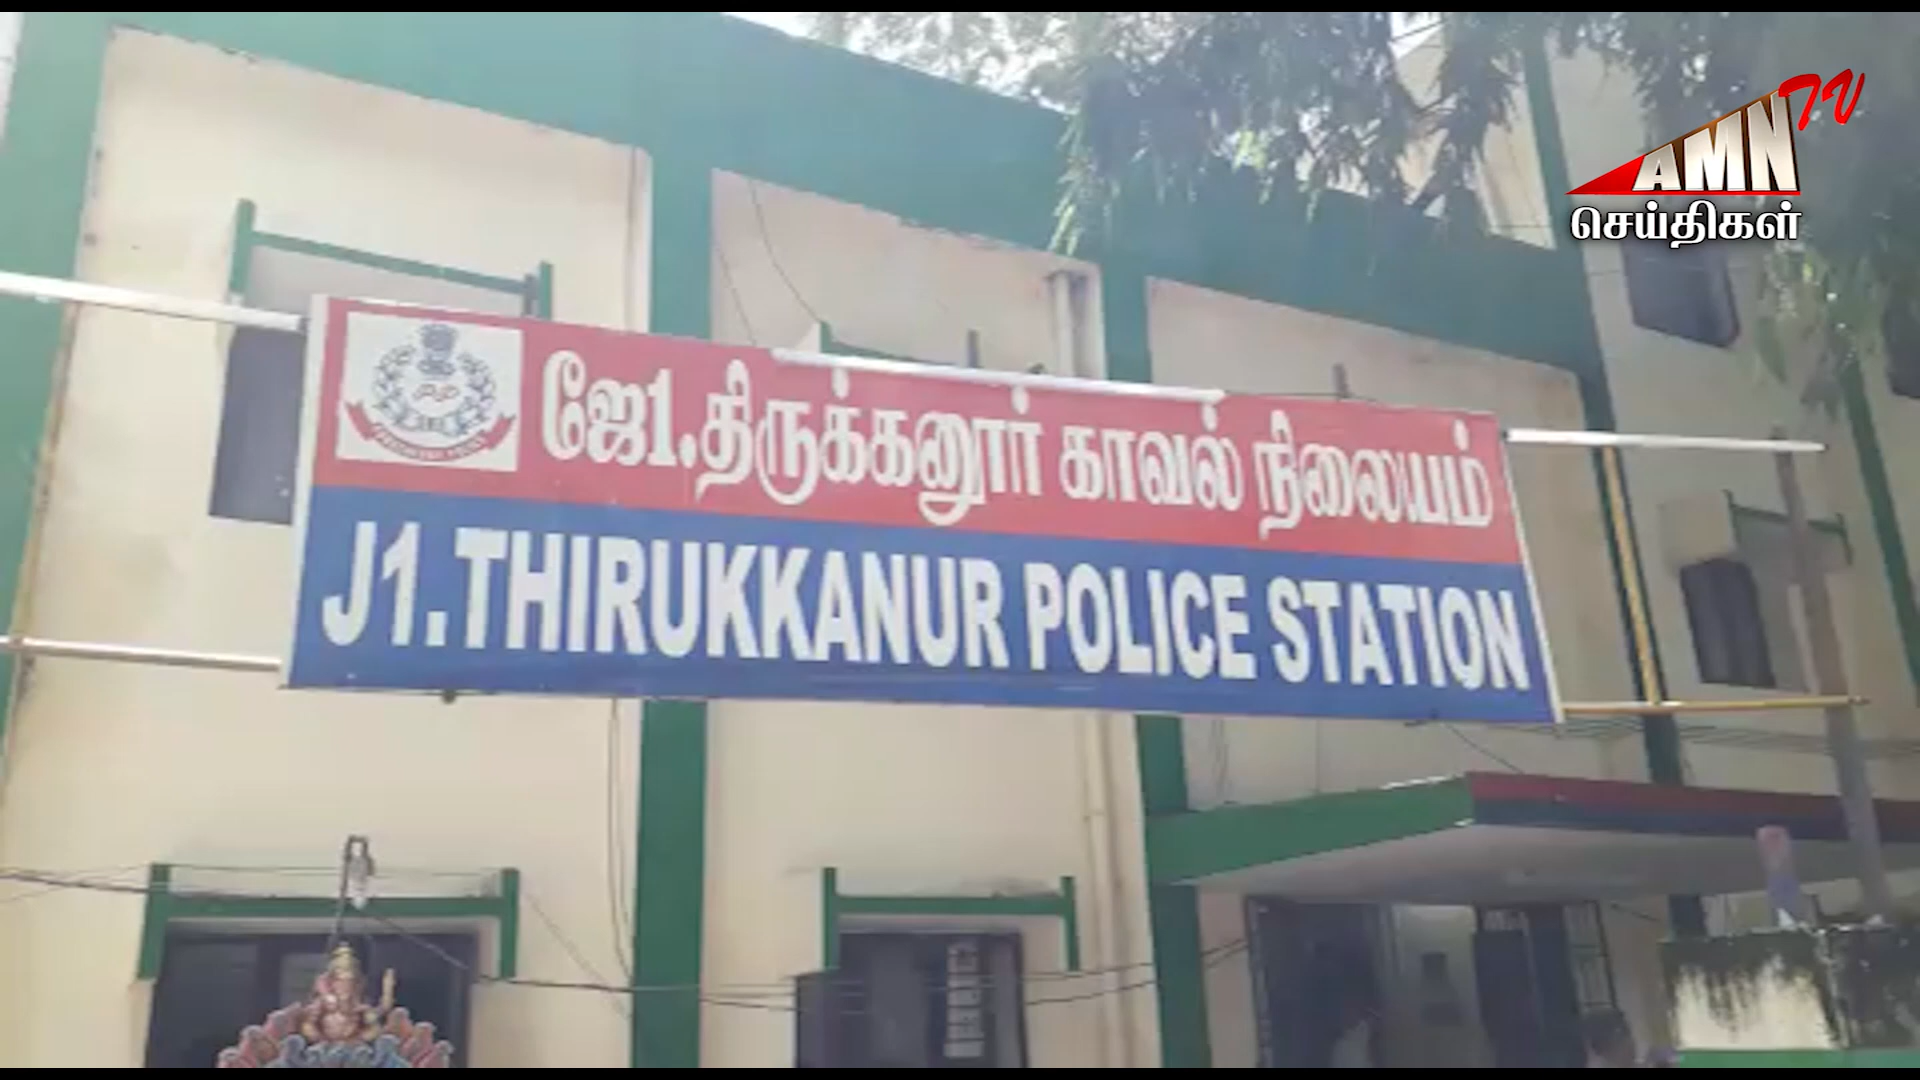 AMN TV
செய்திகள்
ஜே1.திருக்கனூர் காவல் நிலையம்
J1.THIRUKKANUR POLICE STATION